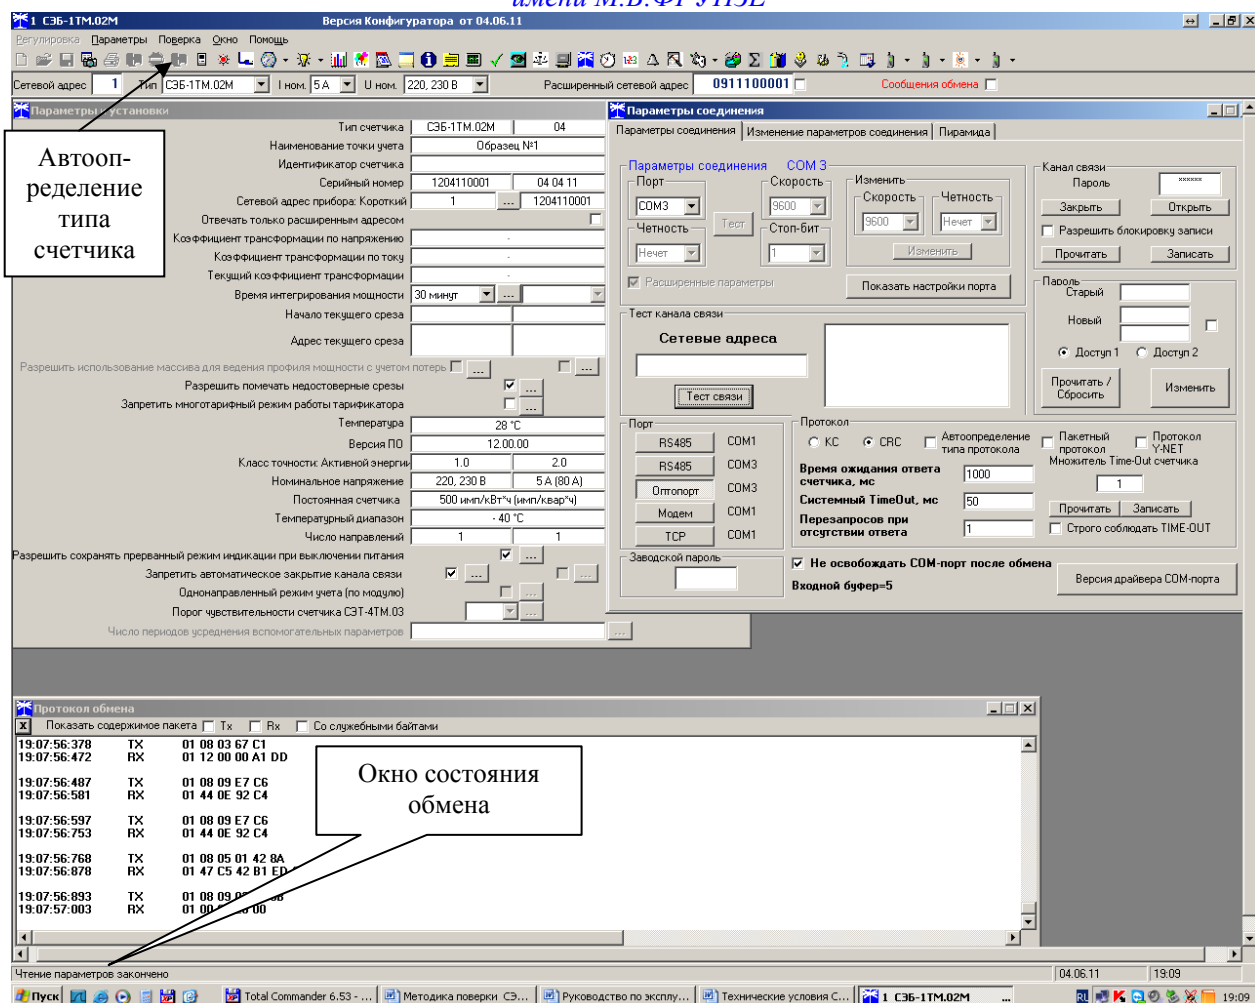 имени М.В.ФРУНЗЕ
1 СЭБ-1ТМ.02М Версия Конфигуратора от 04.06.11
Регулировка Параметры Поверка Окно Помощь
Сетевой адрес 1 Тип СЭБ-1ТМ.02М I ном. 5 А U ном. 220, 230 В Расширенный сетевой адрес 0911100001 Сообщения обмена
Параметры и установки
Автооп-
ределение
типа
счетчика
Тип счетчика СЭБ-1ТМ.02М 04
Наименование точки учета Образец №1
Идентификатор счетчика
Серийный номер 1204110001 04 04 11
Сетевой адрес прибора: Короткий 1 ... 1204110001
Отвечать только расширенным адресом
Коэффициент трансформации по напряжению -
Коэффициент трансформации по току -
Текущий коэффициент трансформации -
Время интегрирования мощности 30 минут ...
Начало текущего среза
Адрес текущего среза
Разрешить использование массива для ведения профиля мощности с учетом потерь ... ...
Разрешить помечать недостоверные срезы ...
Запретить многотарифный режим работы тарификатора ...
Температура 28 °C
Версия ПО 12.00.00
Класс точности: Активной энергии 1.0 2.0
Номинальное напряжение 220, 230 В 5 А (80 А)
Постоянная счетчика 500 имп/кВт*ч (имп/квар*ч)
Температурный диапазон - 40 °C
Число направлений 1 1
Разрешить сохранять прерванный режим индикации при выключении питания ...
Запретить автоматическое закрытие канала связи ... ...
Однонаправленный режим учета (по модулю) ...
Порог чувствительности счетчика СЭТ-4ТМ.03 ...
Число периодов усреднения вспомогательных параметров ...
Параметры соединения
Параметры соединения Изменение параметров соединения Пирамида
Параметры соединения COM 3
Порт Скорость
COM3 Тест 9600
Четность Стоп-бит
Нечет 1
Изменить
Скорость Четность
9600 Нечет
Изменить
Расширенные параметры Показать настройки порта
Канал связи
Пароль xxxxxx
Закрыть Открыть
Разрешить блокировку записи
Прочитать Записать
Пароль
Старый
Новый
Доступ 1 Доступ 2
Прочитать /
Сбросить
Изменить
Тест канала связи
Сетевые адреса
Тест связи
Порт
RS485 COM1
RS485 COM3
Оптопорт COM3
Модем COM1
TCP COM1
Протокол
КС CRC Автоопределение
типа протокола
Пакетный
протокол
Протокол
Y-NET
Время ожидания ответа
счетчика, мс 1000
Системный TimeOut, мс 50
Перезапросов при
отсутствии ответа 1
Множитель Time-Out счетчика
1
Прочитать Записать
Строго соблюдать TIME-OUT
Заводской пароль
Не освобождать COM-порт после обмена
Входной буфер=5
Версия драйвера COM-порта
Протокол обмена
X Показать содержимое пакета Tx Rx Со служебными байтами
19:07:56:378 TX 01 08 03 67 C1
19:07:56:472 RX 01 12 00 00 A1 DD
19:07:56:487 TX 01 08 09 E7 C6
19:07:56:581 RX 01 44 0E 92 C4
19:07:56:597 TX 01 08 09 E7 C6
19:07:56:753 RX 01 44 0E 92 C4
19:07:56:768 TX 01 08 05 01 42 8A
19:07:56:878 RX 01 47 C5 42 B1 ED
19:07:56:893 TX 01 08 09
19:07:57:003 RX 01 00
Окно состояния
обмена
Чтение параметров закончено 04.06.11 19:09
Пуск Total Commander 6.53 - ... Методика поверки СЭ... Руководство по эксплу... Технические условия С... 1 СЭБ-1ТМ.02М ... RU 19:09